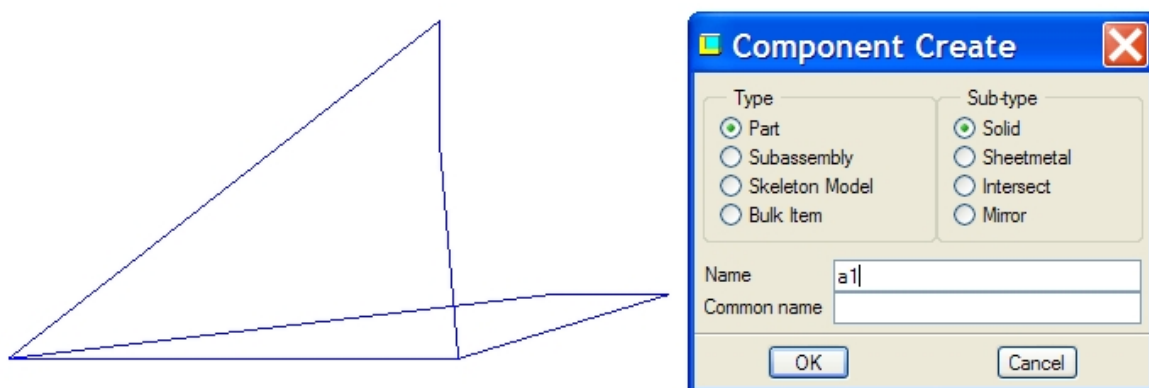 Component Create
Type
Sub-type
Part
Solid
Subassembly
Sheetmetal
Skeleton Model
Intersect
Bulk Item
Mirror
Name
a1
Common name
OK
Cancel